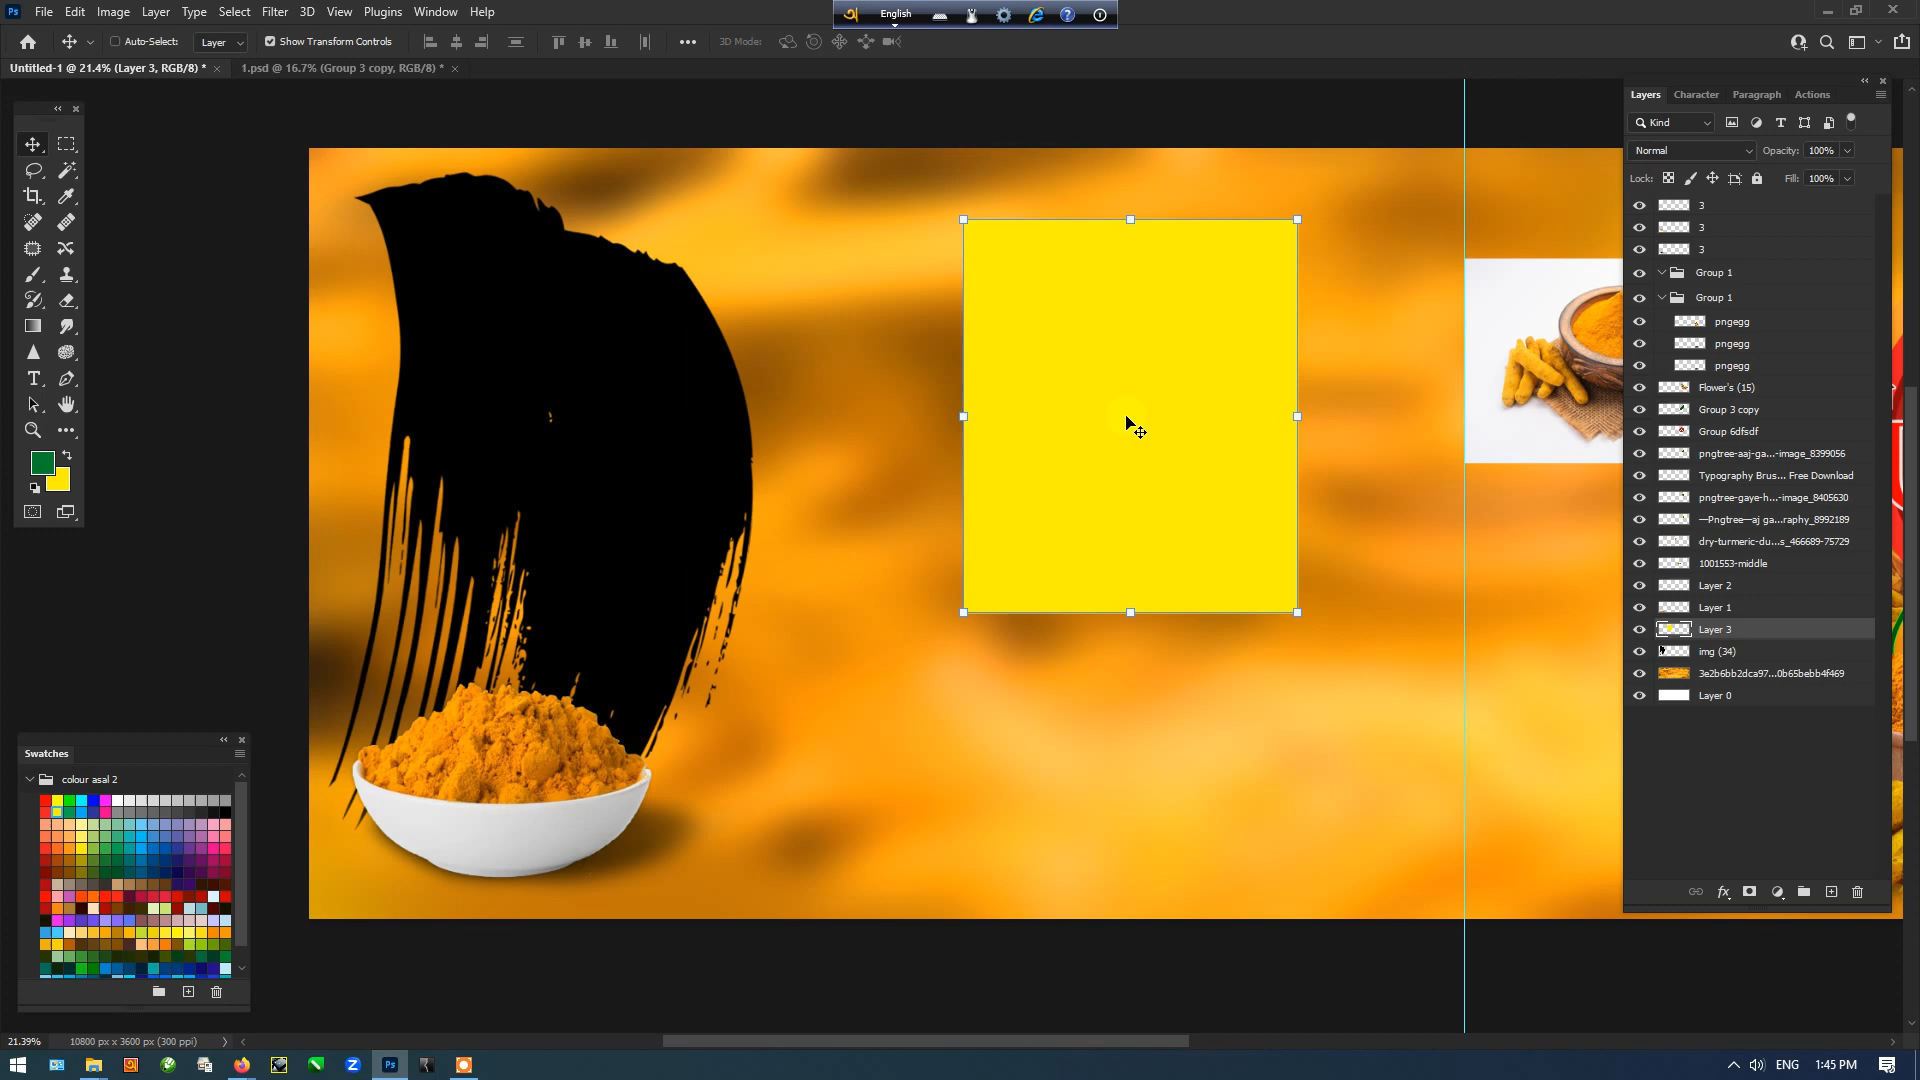 Ps File Edit Image Layer Type Select Filter 3D View Plugins Window Help
অ English
Auto-Select: Layer Show Transform Controls 3D Mode:
Untitled-1 @ 21.4% (Layer 3, RGB/8) * 1.psd @ 16.7% (Group 3 copy, RGB/8) *
Layers Character Paragraph Actions
Kind
Normal Opacity: 100%
Lock: Fill: 100%
3
3
3
Group 1
Group 1
pngegg
pngegg
pngegg
Flower's (15)
Group 3 copy
Group 6dfsdf
pngtree-aaj-ga...-image_8399056
Typography Brus... Free Download
pngtree-gaye-h...-image_8405630
—Pngtree—aj ga...raphy_8992189
dry-turmeric-du...s_466689-75729
1001553-middle
Layer 2
Layer 1
Layer 3
img (34)
3e2b6bb2dca97...0b65bebb4f469
Layer 0
fx
Swatches
colour asal 2
21.39% 10800 px x 3600 px (300 ppi)
Ps ENG 1:45 PM